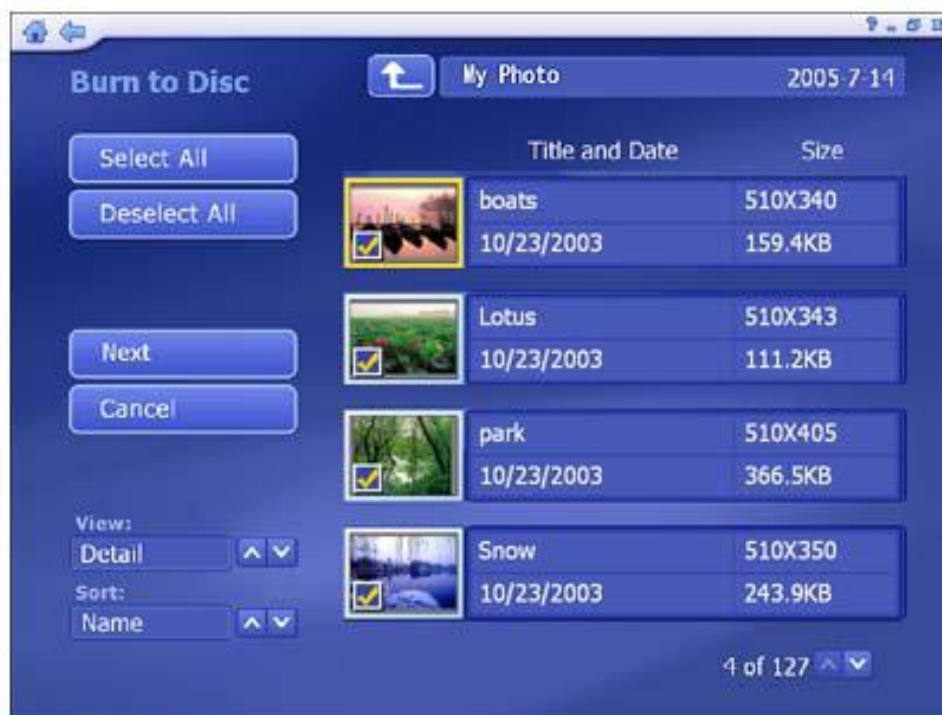 ?
Burn to Disc
My Photo 2005-7-14
Title and Date Size
Select All
Deselect All
boats 510X340
10/23/2003 159.4KB
Lotus 510X343
10/23/2003 111.2KB
Next
Cancel
park 510X405
10/23/2003 366.5KB
View:
Detail
Sort:
Name
Snow 510X350
10/23/2003 243.9KB
4 of 127